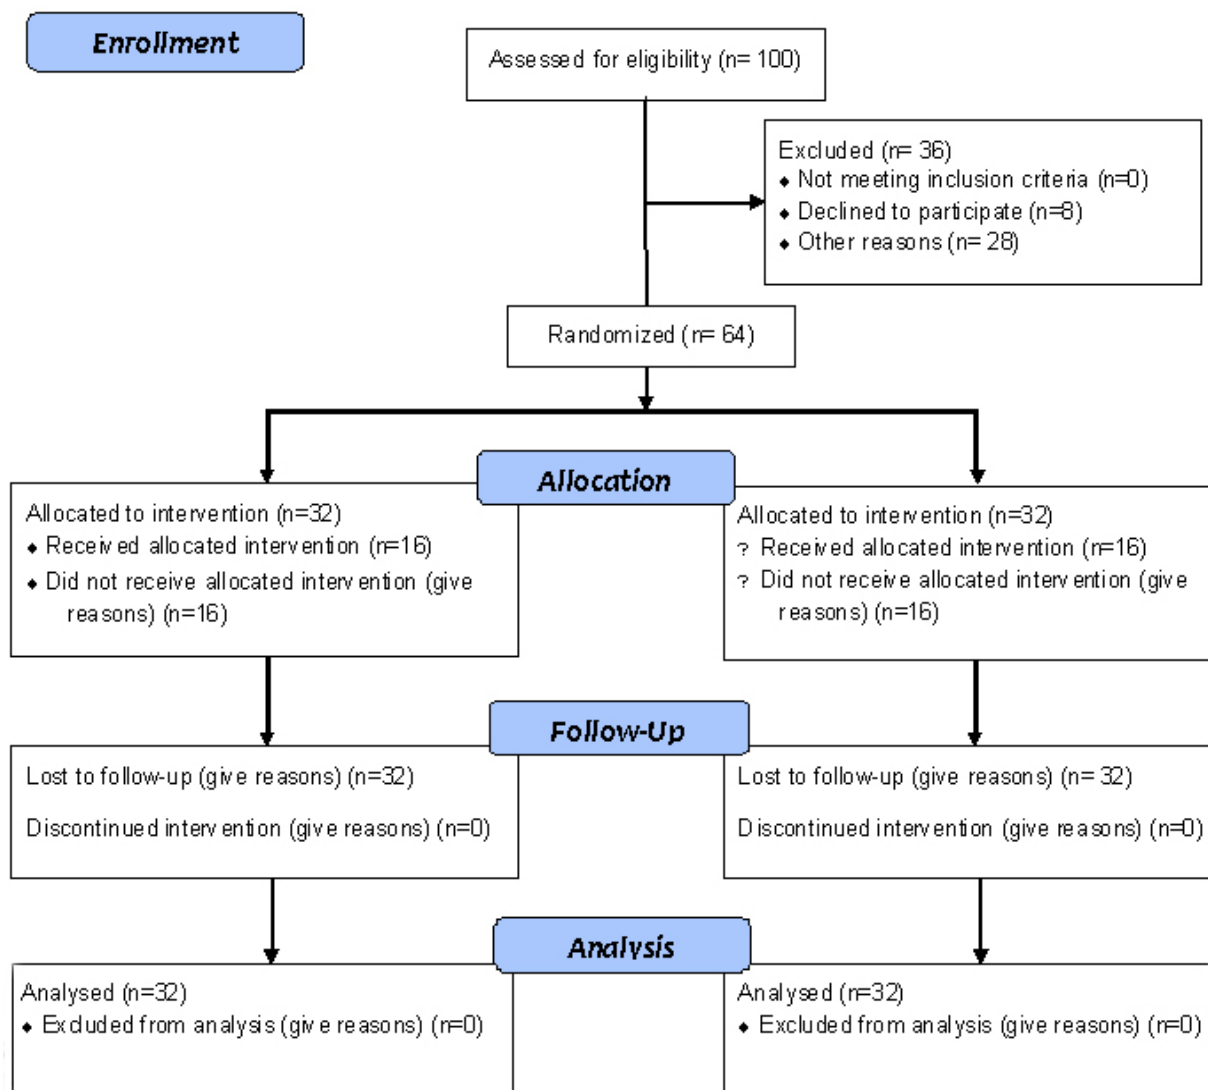 Enrollment
Assessed for eligibility (n= 100)
Excluded (n= 36)
◆ Not meeting inclusion criteria (n=0)
◆ Declined to participate (n=8)
◆ Other reasons (n= 28)
Randomized (n= 64)
Allocation
Allocated to intervention (n=32)
◆ Received allocated intervention (n=16)
◆ Did not receive allocated intervention (give
reasons) (n=16)
Allocated to intervention (n=32)
? Received allocated intervention (n=16)
? Did not receive allocated intervention (give
reasons) (n=16)
Follow-Up
Lost to follow-up (give reasons) (n=32)
Discontinued intervention (give reasons) (n=0)
Lost to follow-up (give reasons) (n= 32)
Discontinued intervention (give reasons) (n=0)
Analysis
Analysed (n=32)
◆ Excluded from analysis (give reasons) (n=0)
Analysed (n=32)
◆ Excluded from analysis (give reasons) (n=0)